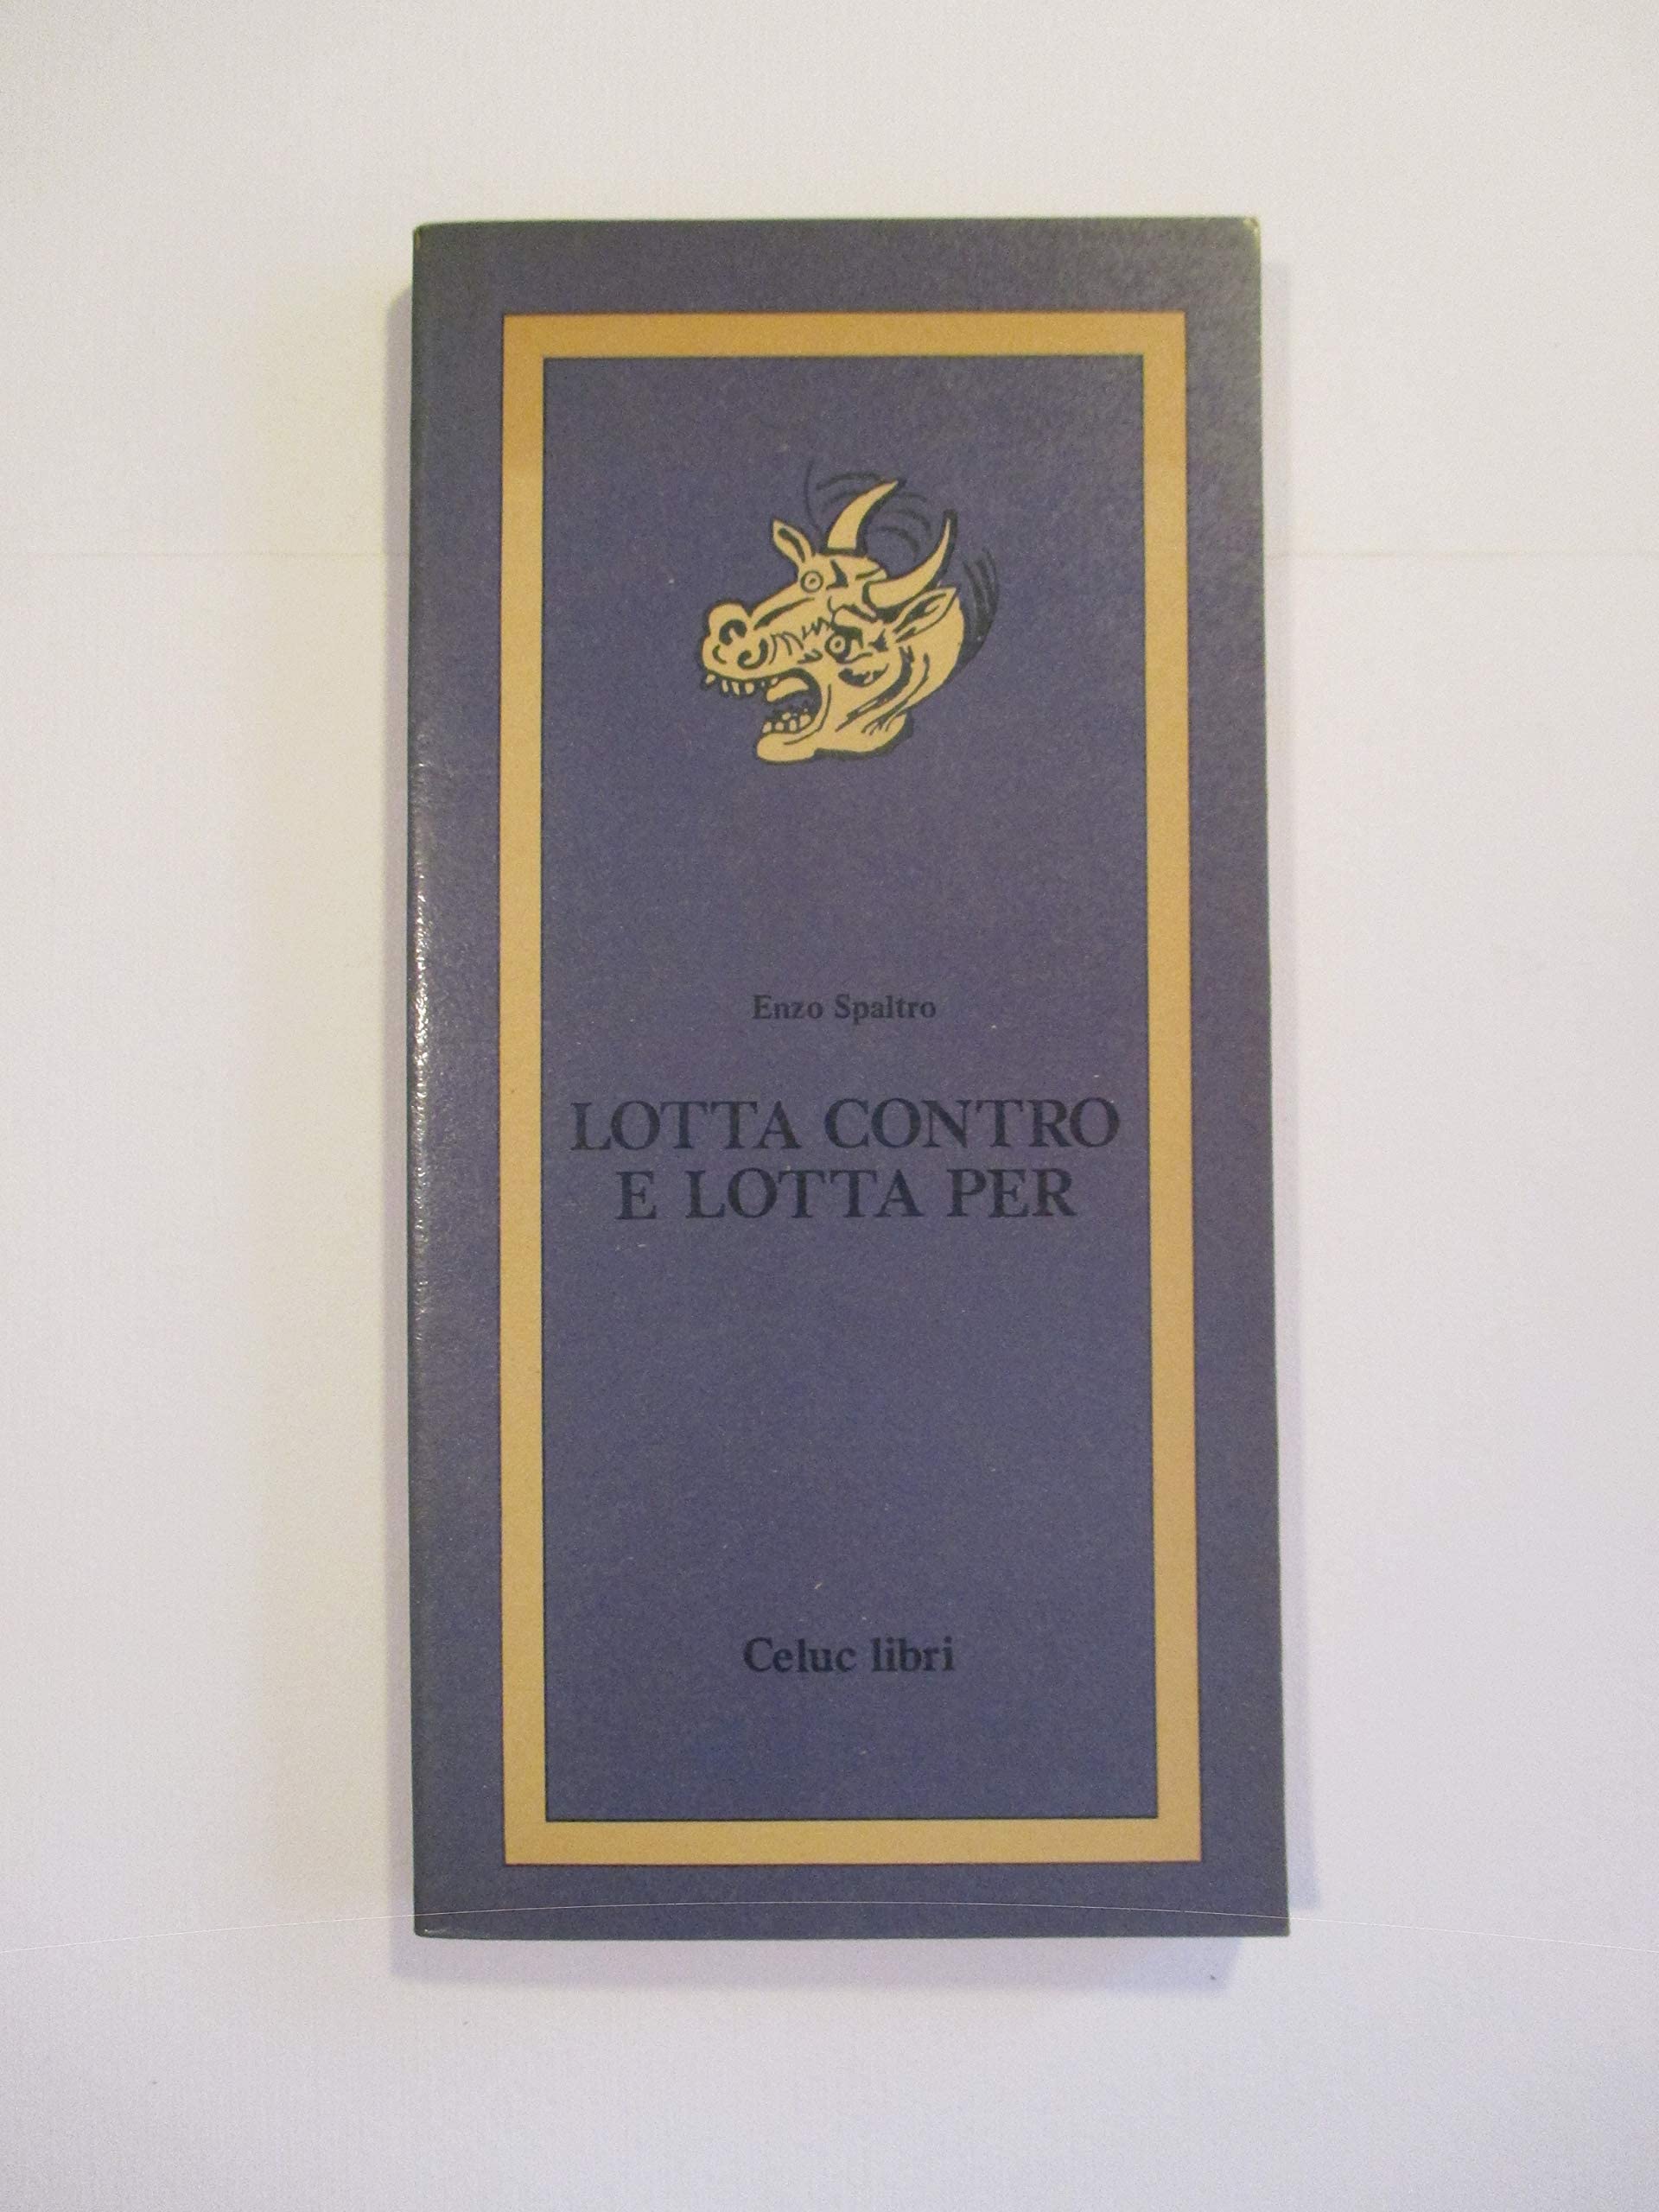 Enzo Spaltro
LOTTA CONTRO
E LOTTA PER
Celuc libri